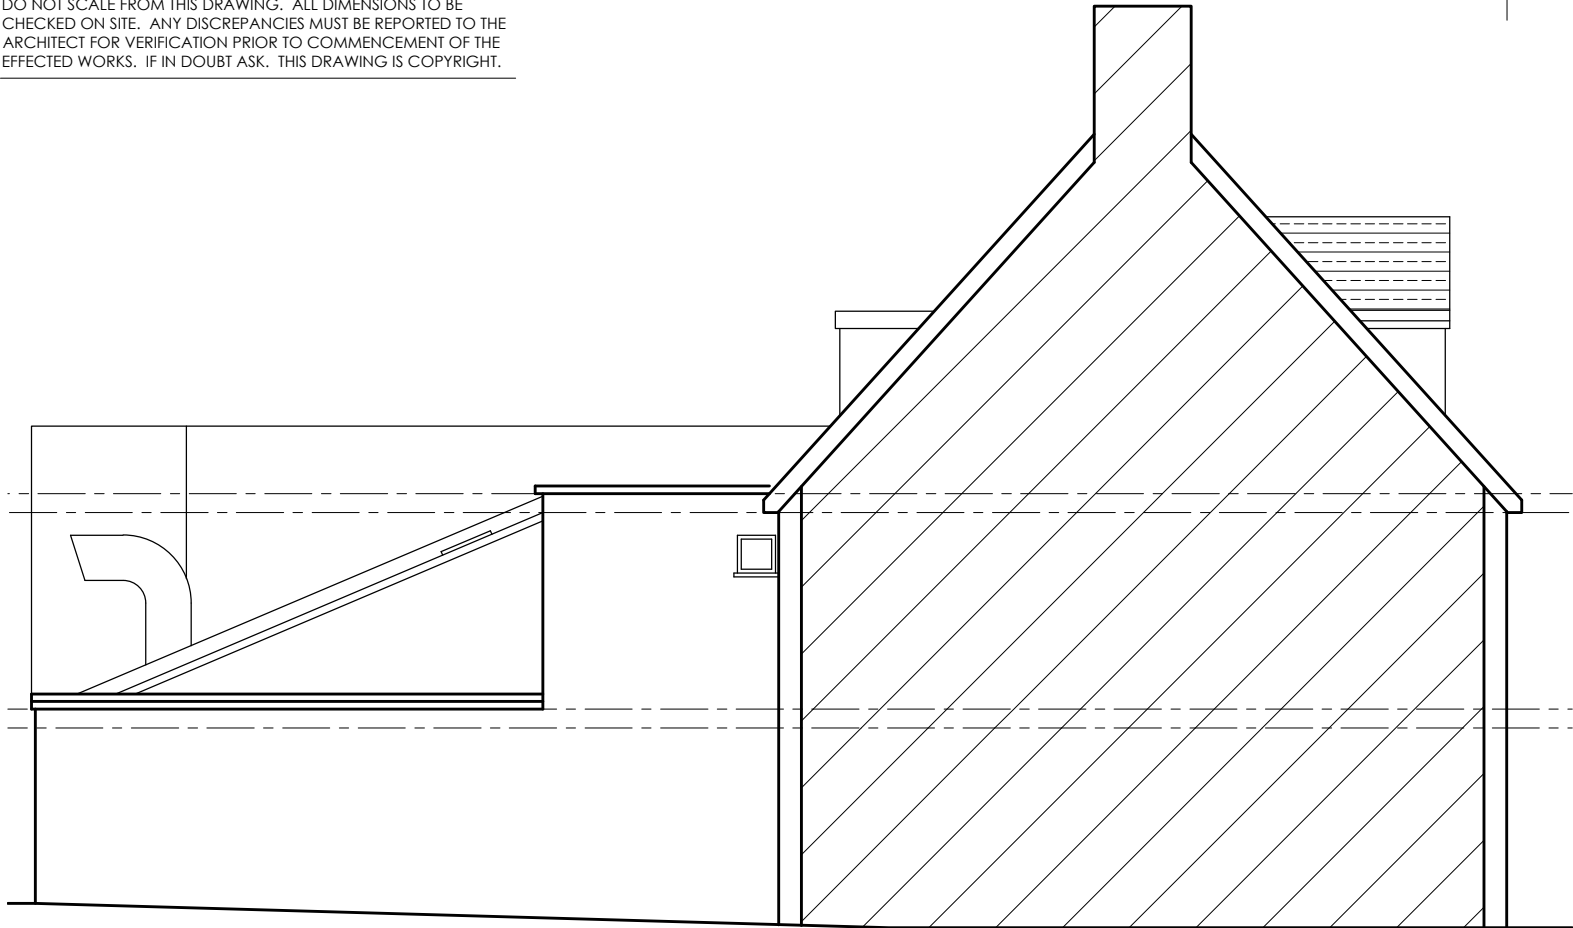 DO NOT SCALE FROM THIS DRAWING. ALL DIMENSIONS TO BE
CHECKED ON SITE. ANY DISCREPANCIES MUST BE REPORTED TO THE
ARCHITECT FOR VERIFICATION PRIOR TO COMMENCEMENT OF THE
EFFECTED WORKS. IF IN DOUBT ASK. THIS DRAWING IS COPYRIGHT.